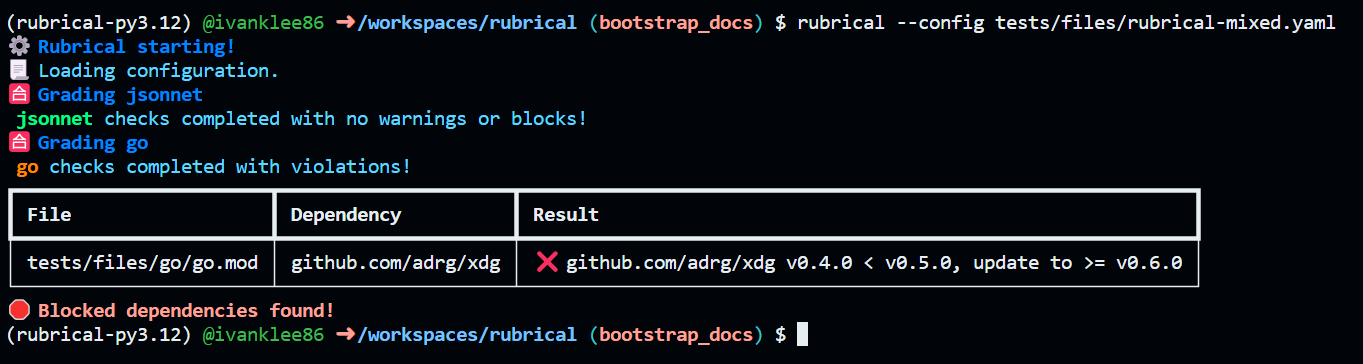 (rubrical-py3.12) @ivanklee86 ➜/workspaces/rubrical (bootstrap_docs) $ rubrical --config tests/files/rubrical-mixed.yaml
⚙️ Rubrical starting!
📃 Loading configuration.
🈴 Grading jsonnet
jsonnet checks completed with no warnings or blocks!
🈴 Grading go
go checks completed with violations!
File Dependency Result
tests/files/go/go.mod github.com/adrg/xdg ❌ github.com/adrg/xdg v0.4.0 < v0.5.0, update to >= v0.6.0
🛑 Blocked dependencies found!
(rubrical-py3.12) @ivanklee86 ➜/workspaces/rubrical (bootstrap_docs) $